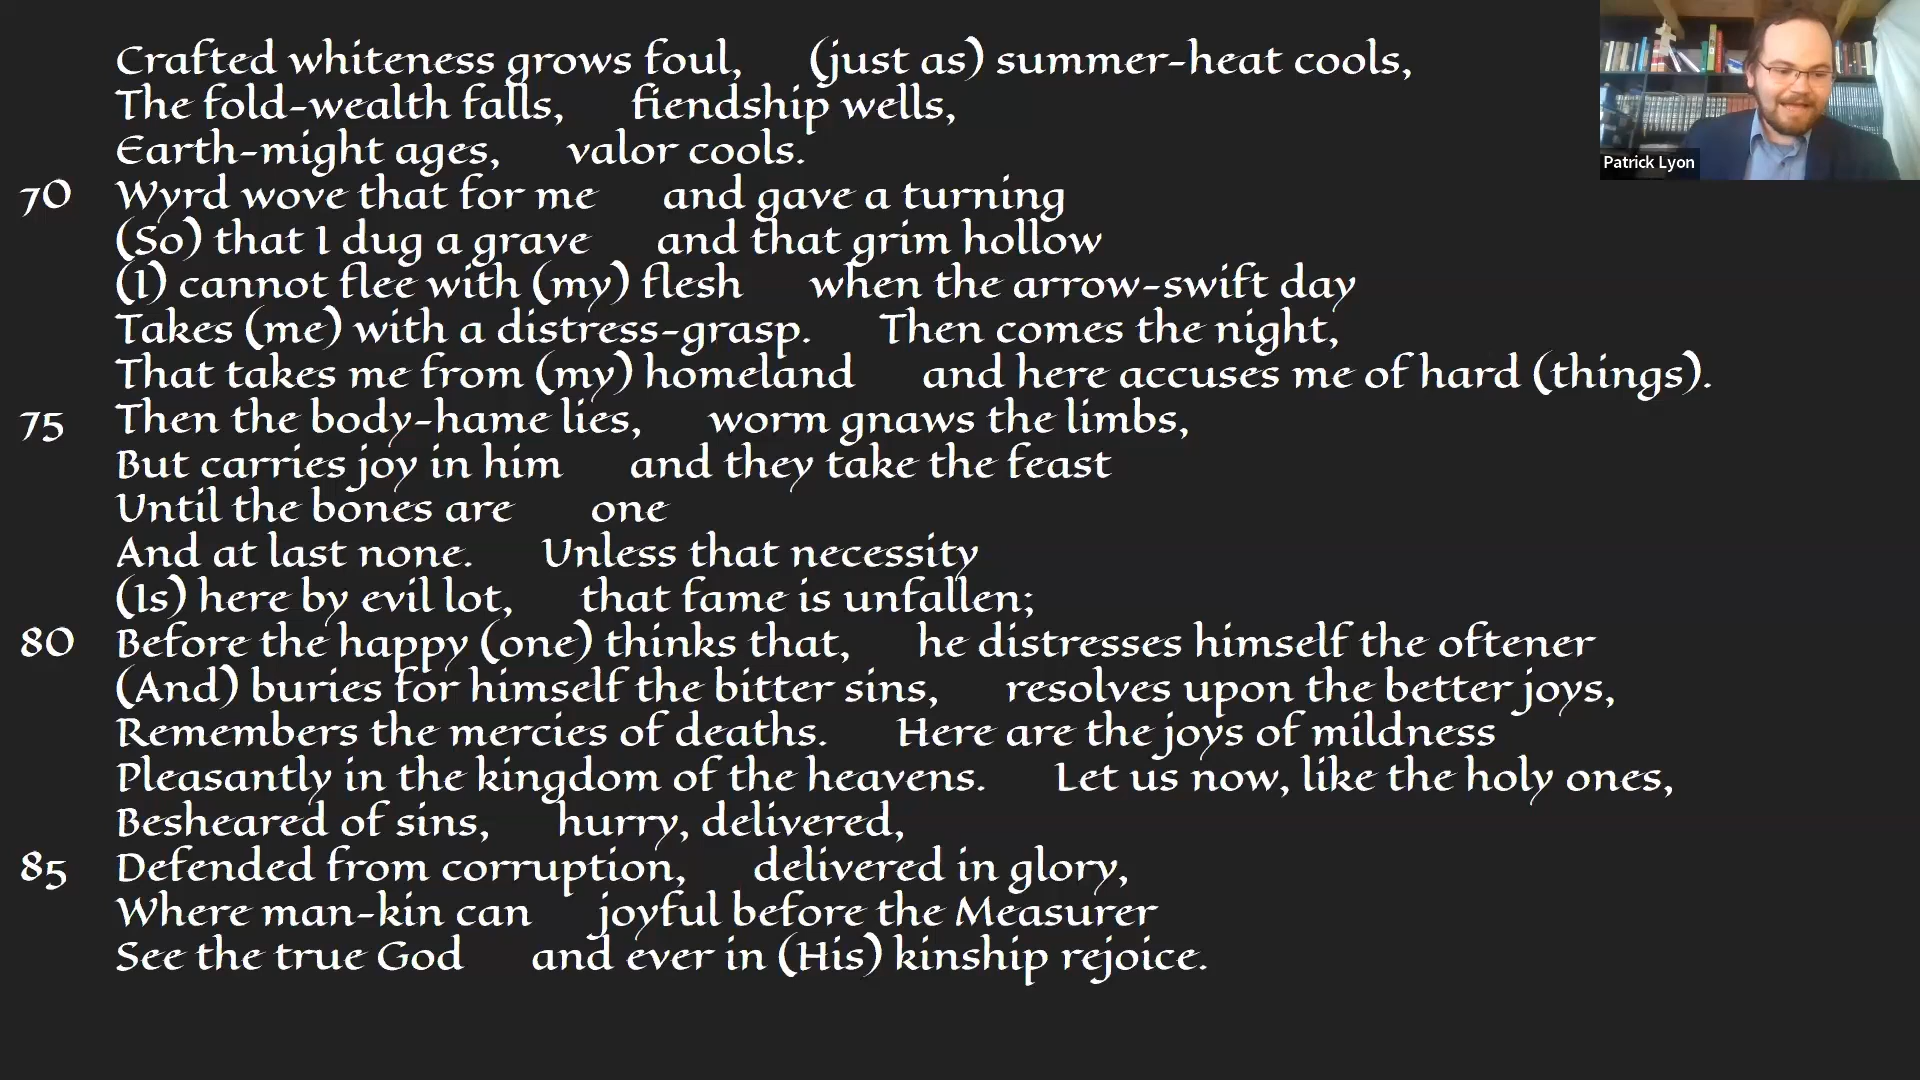 Crafted whiteness grows foul, (just as) summer-heat cools,
The fold-wealth falls, fiendship wells,
Earth-might ages, valor cools.
70 Wyrd wove that for me and gave a turning
(So) that I dug a grave and that grim hollow
(I) cannot flee with (my) flesh when the arrow-swift day
Takes (me) with a distress-grasp. Then comes the night,
That takes me from (my) homeland and here accuses me of hard (things).
75 Then the body-hame lies, worm gnaws the limbs,
But carries joy in him and they take the feast
Until the bones are one
And at last none. Unless that necessity
(Is) here by evil lot, that fame is unfallen;
80 Before the happy (one) thinks that, he distresses himself the oftener
(And) buries for himself the bitter sins, resolves upon the better joys,
Remembers the mercies of deaths. Here are the joys of mildness
Pleasantly in the kingdom of the heavens. Let us now, like the holy ones,
Besheared of sins, hurry, delivered,
85 Defended from corruption, delivered in glory,
Where man-kin can joyful before the Measurer
See the true God and ever in (His) kinship rejoice.
Patrick Lyon